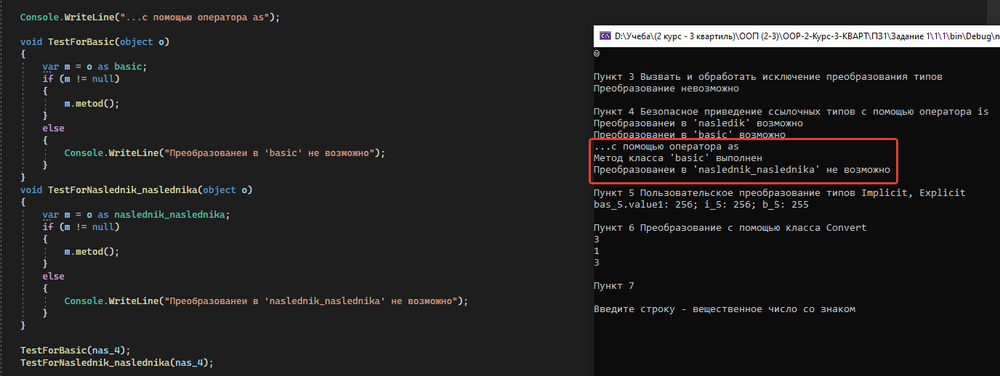 Console.WriteLine("...с помощью оператора as");
void TestForBasic(object o)
{
var m = o as basic;
if (m != null)
{
m.metod();
}
else
{
Console.WriteLine("Преобразованеи в 'basic' не возможно");
}
}
void TestForNaslednik_naslednika(object o)
{
var m = o as naslednik_naslednika;
if (m != null)
{
m.metod();
}
else
{
Console.WriteLine("Преобразованеи в 'naslednik_naslednika' не возможно");
}
}
TestForBasic(nas_4);
TestForNaslednik_naslednika(nas_4);
D:\Учеба\(2 курс - 3 квартиль)\ООП (2-3)\OOP-2-Курс-3-КВАРТ\ПЗ1\Задание 1\1\1\bin\Debug\n
☺
Пункт 3 Вызвать и обработать исключение преобразования типов
Преобразование невозможно
Пункт 4 Безопасное приведение ссылочных типов с помощью оператора is
Преобразованеи в 'nasledik' возможно
Преобразованеи в 'basic' возможно
...с помощью оператора as
Метод класса 'basic' выполнен
Преобразованеи в 'naslednik_naslednika' не возможно
Пункт 5 Пользовательское преобразование типов Implicit, Explicit
bas_5.value1: 256; i_5: 256; b_5: 255
Пункт 6 Преобразование с помощью класса Convert
3
1
3
Пункт 7
Введите строку - вещественное число со знаком